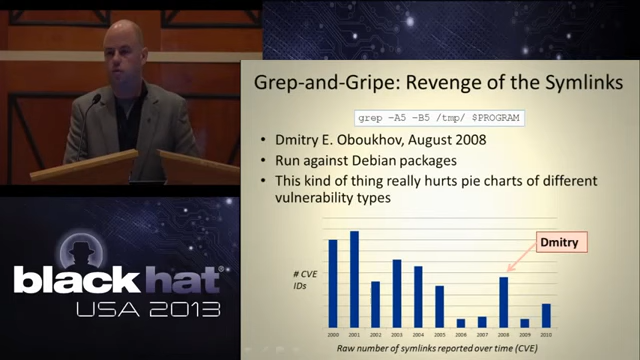 Grep-and-Gripe: Revenge of the Symlinks
grep -A5 -B5 /tmp/ $PROGRAM
• Dmitry E. Oboukhov, August 2008
• Run against Debian packages
• This kind of thing really hurts pie charts of different
vulnerability types
Dmitry
# CVE
IDs
2000 2001 2002 2003 2004 2005 2006 2007 2008 2009 2010
Raw number of symlinks reported over time (CVE)
black hat®
USA 2013